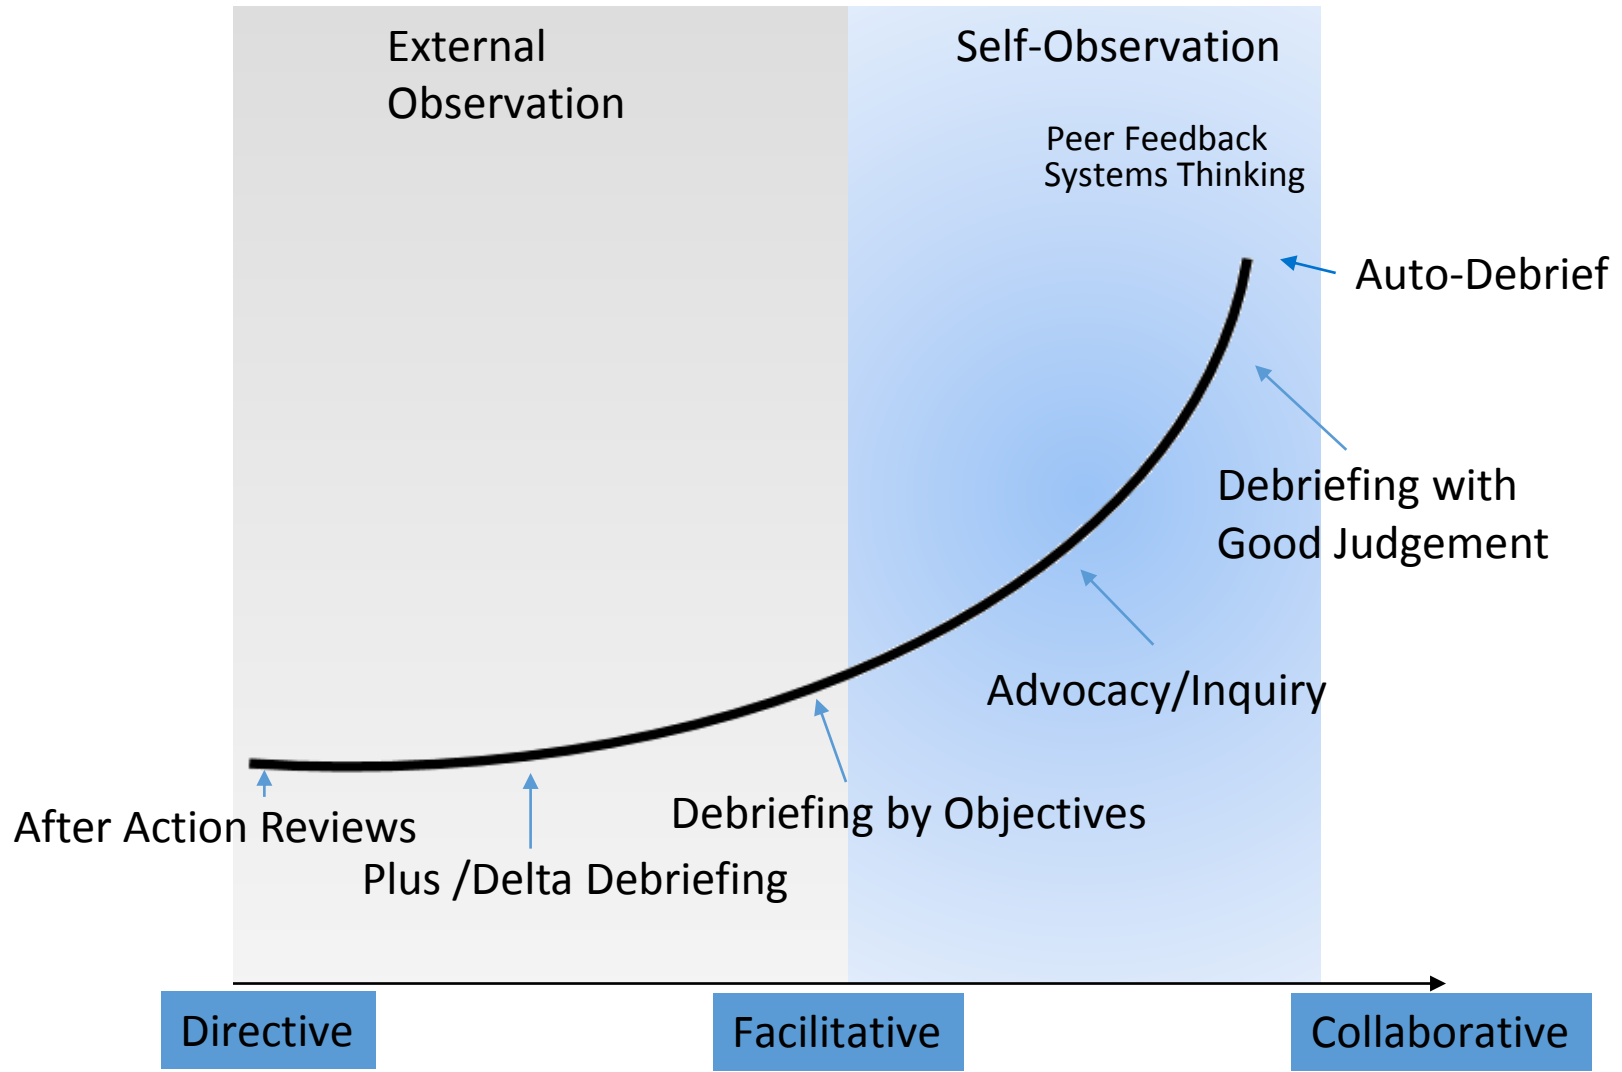 External
Observation
Self-Observation
Peer Feedback
Systems Thinking
Auto-Debrief
Debriefing with
Good Judgement
Advocacy/Inquiry
Debriefing by Objectives
After Action Reviews
Plus /Delta Debriefing
Directive
Facilitative
Collaborative